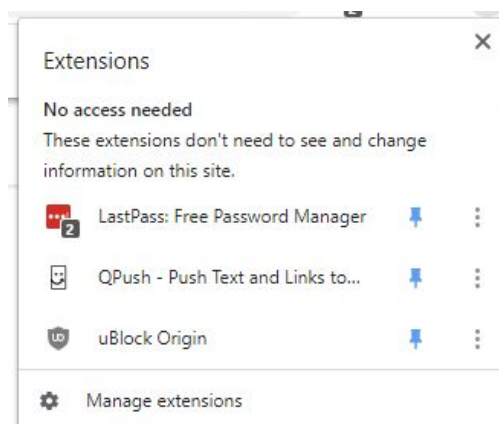 Extensions
No access needed
These extensions don't need to see and change
information on this site.
LastPass: Free Password Manager
2
QPush - Push Text and Links to...
uBlock Origin
Manage extensions